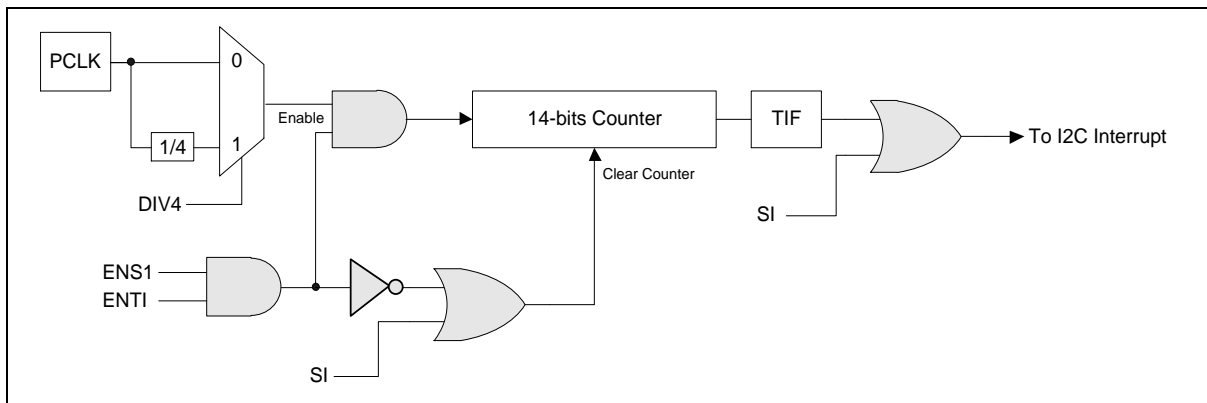 PCLK
0
Enable
14-bits Counter
TIF
To I2C Interrupt
1/4
1
Clear Counter
DIV4
SI
ENS1
ENTI
SI